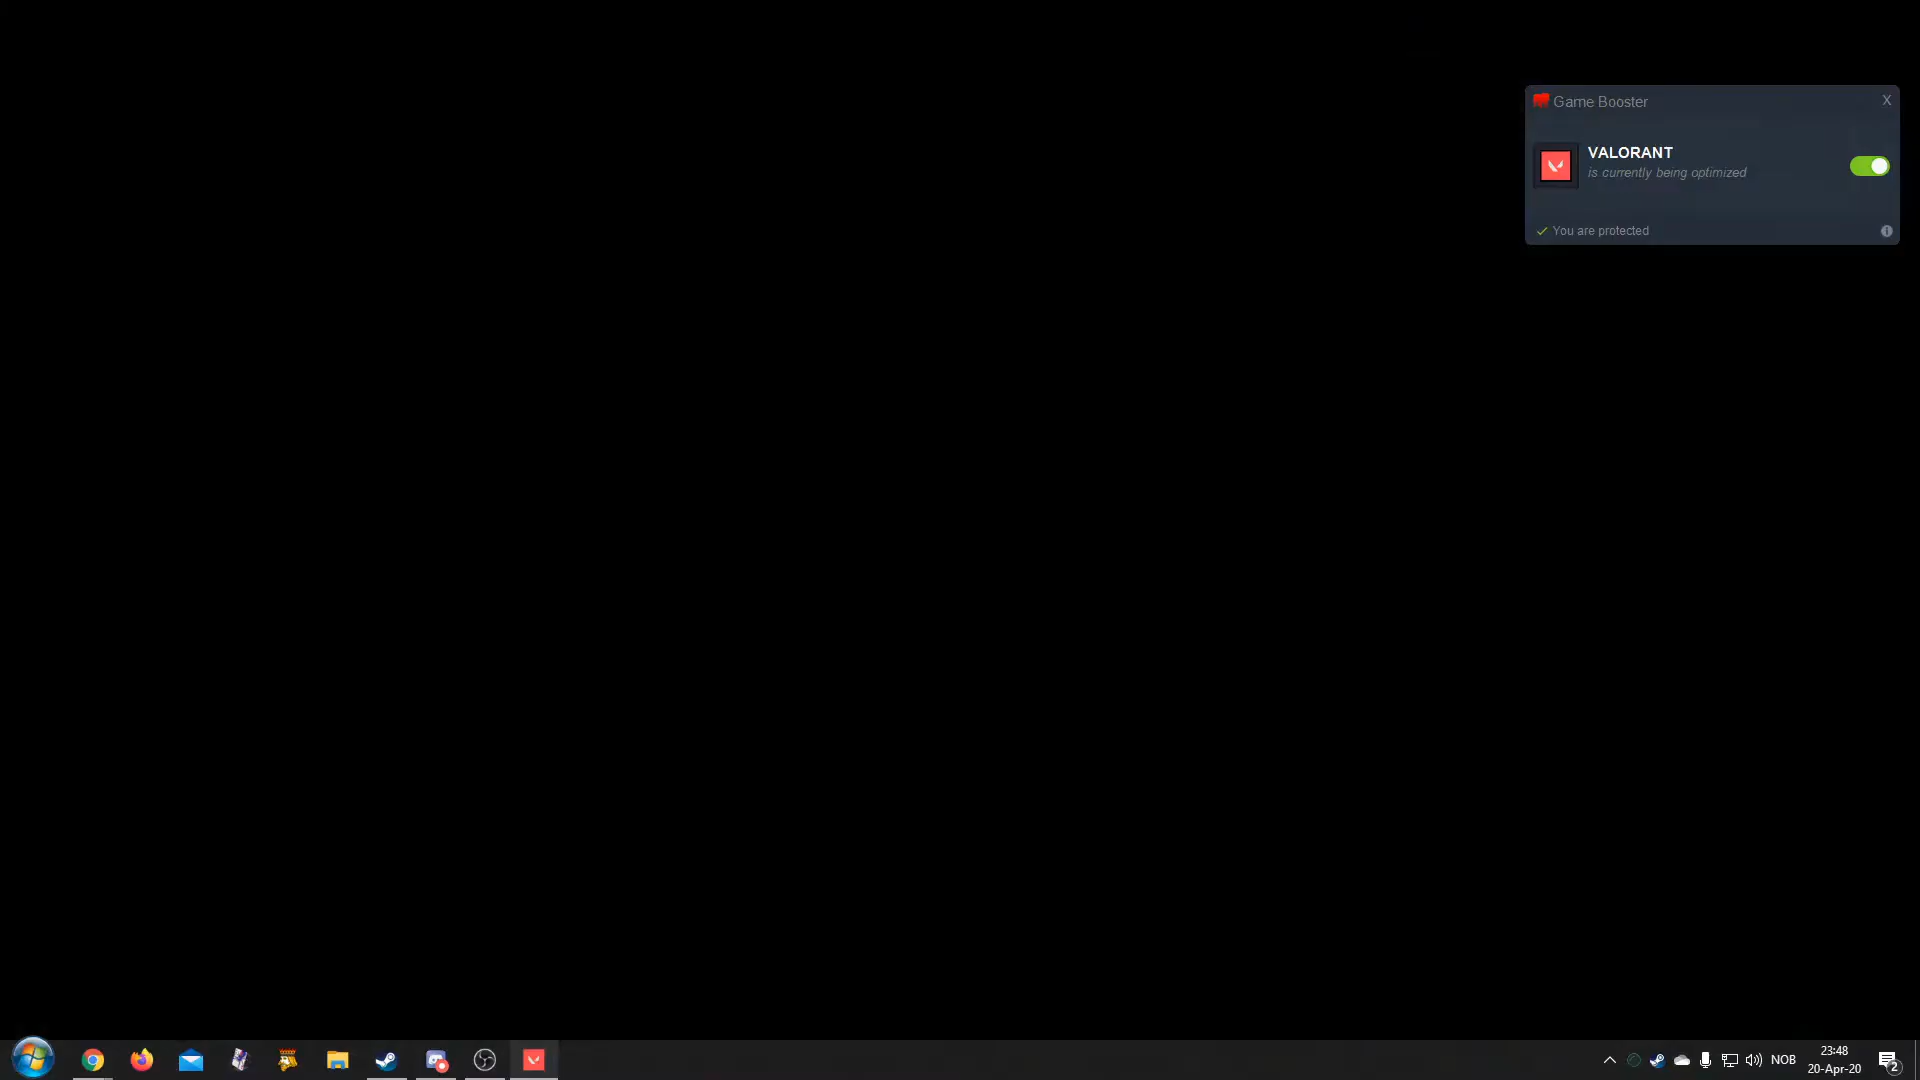 Game Booster
X
VALORANT
is currently being optimized
You are protected
NOB
23:48
20-Apr-20
2